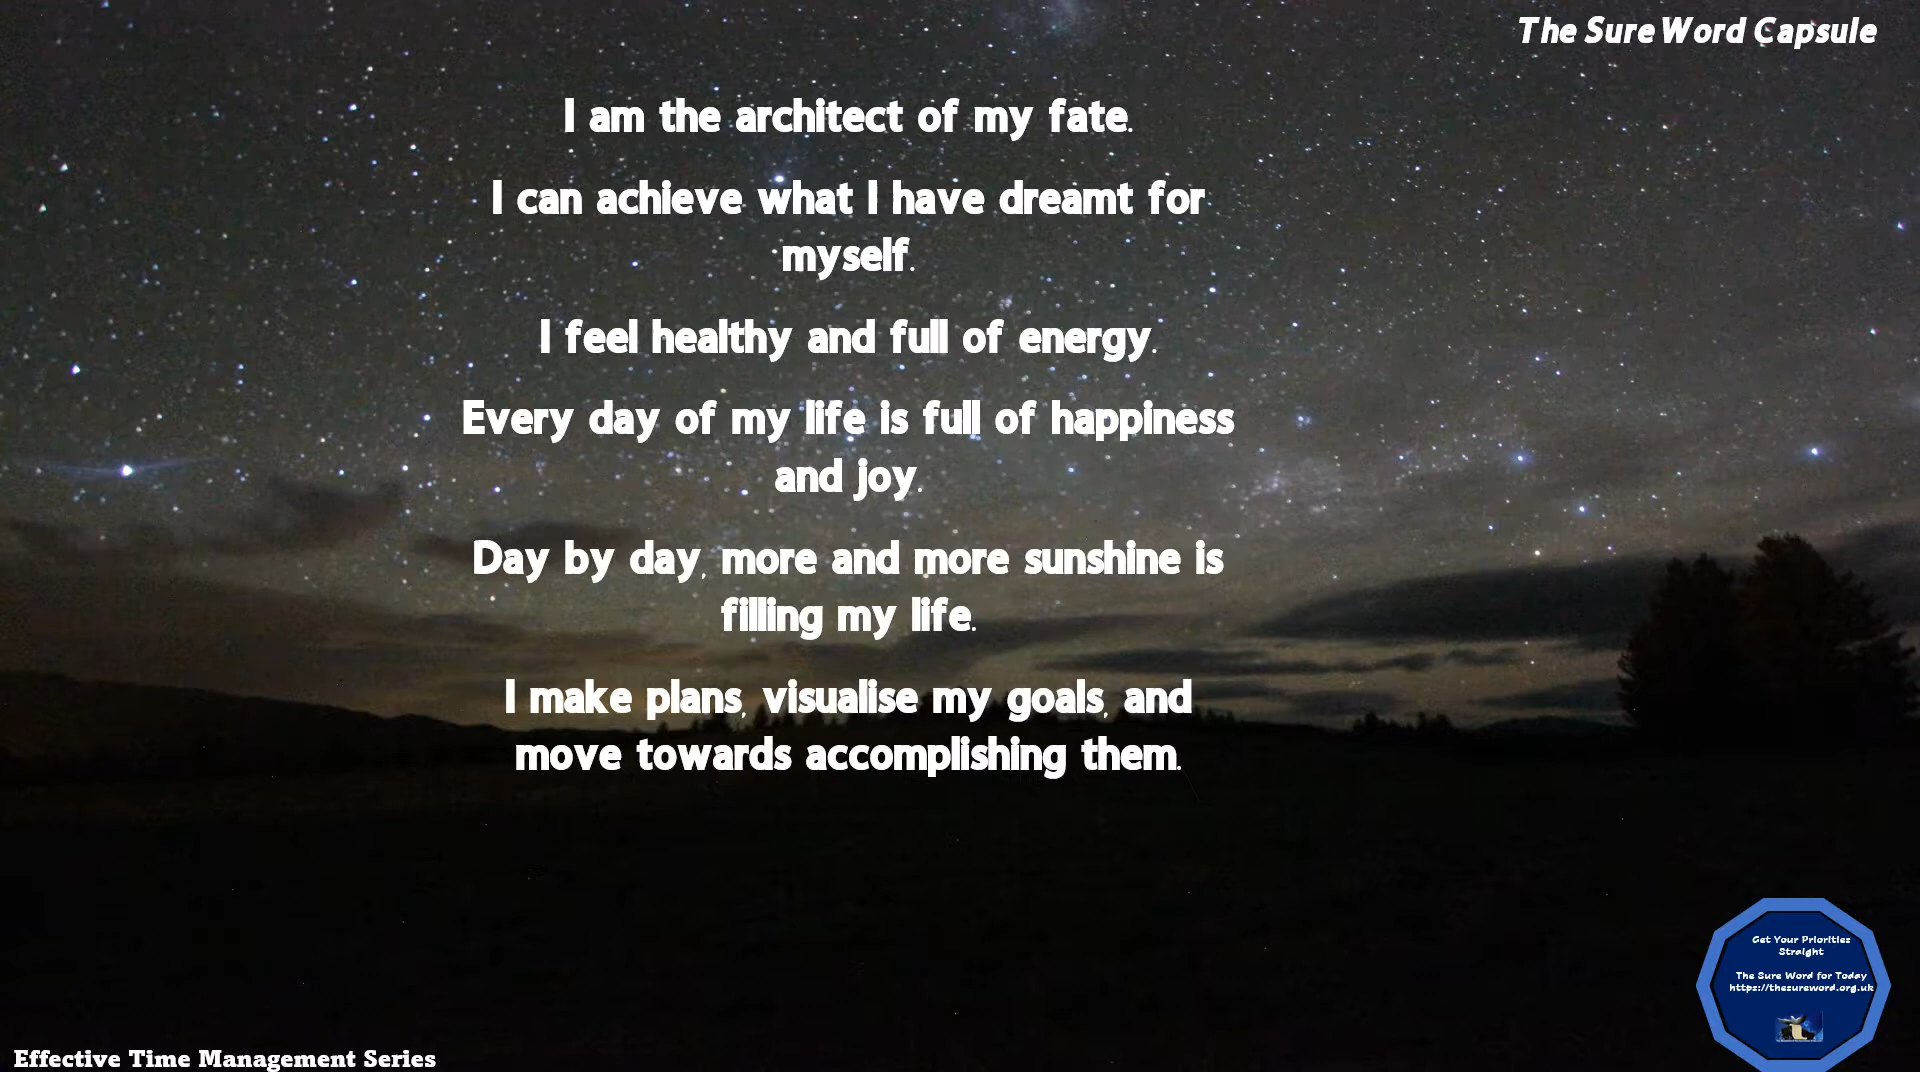 The Sure Word Capsule
I am the architect of my fate.
I can achieve what I have dreamt for
myself.
I feel healthy and full of energy.
Every day of my life is full of happiness
and joy.
Day by day, more and more sunshine is
filling my life.
I make plans, visualise my goals, and
move towards accomplishing them.
Get Your Priorities
Straight
The Sure Word for Today
https://thesureword.org.uk
Effective Time Management Series